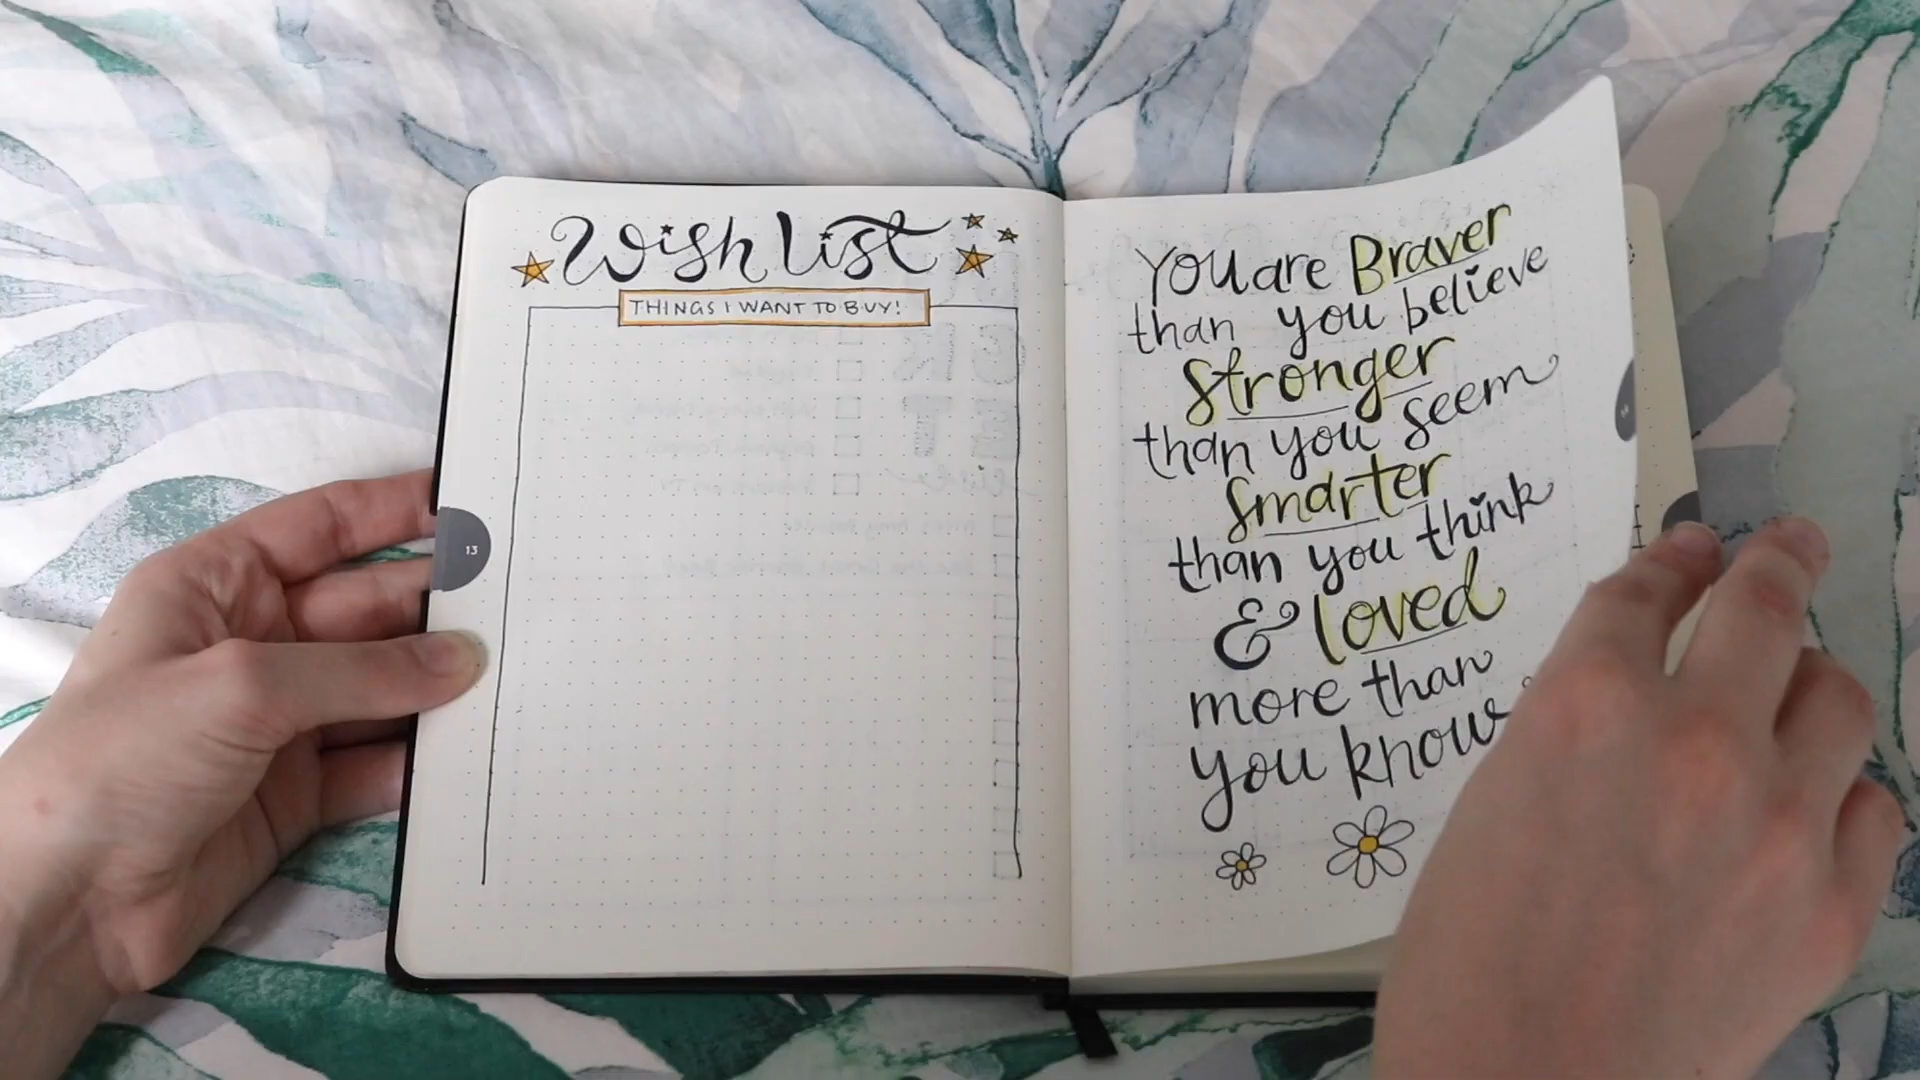 Wish list
THINGS I WANT TO BUY!
13
You are Braver
than you believe
Stronger
than you seem
Smarter
than you think
& loved
more than
you know